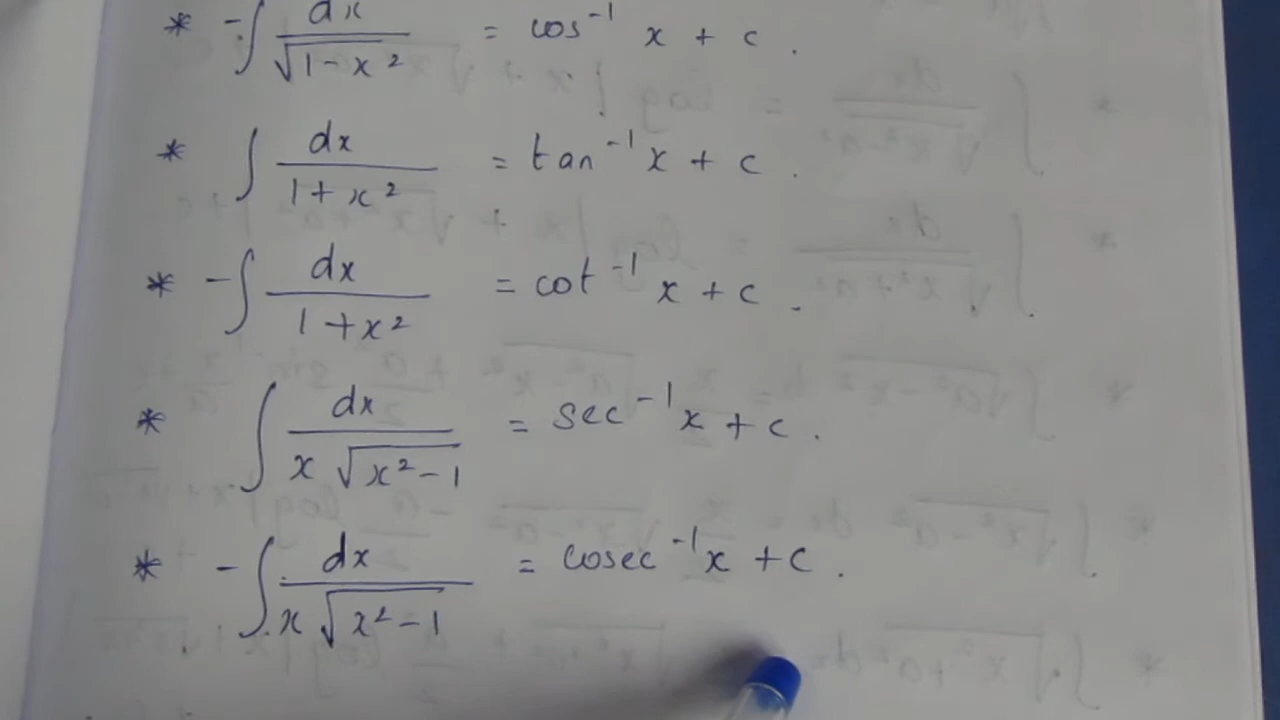 * -∫ dx / √(1-x²) = cos⁻¹ x + c .
* ∫ dx / (1+x²) = tan⁻¹ x + c .
* -∫ dx / (1+x²) = cot⁻¹ x + c .
* ∫ dx / (x √(x²-1)) = sec⁻¹ x + c .
* -∫ dx / (x √(x²-1)) = cosec⁻¹ x + c .